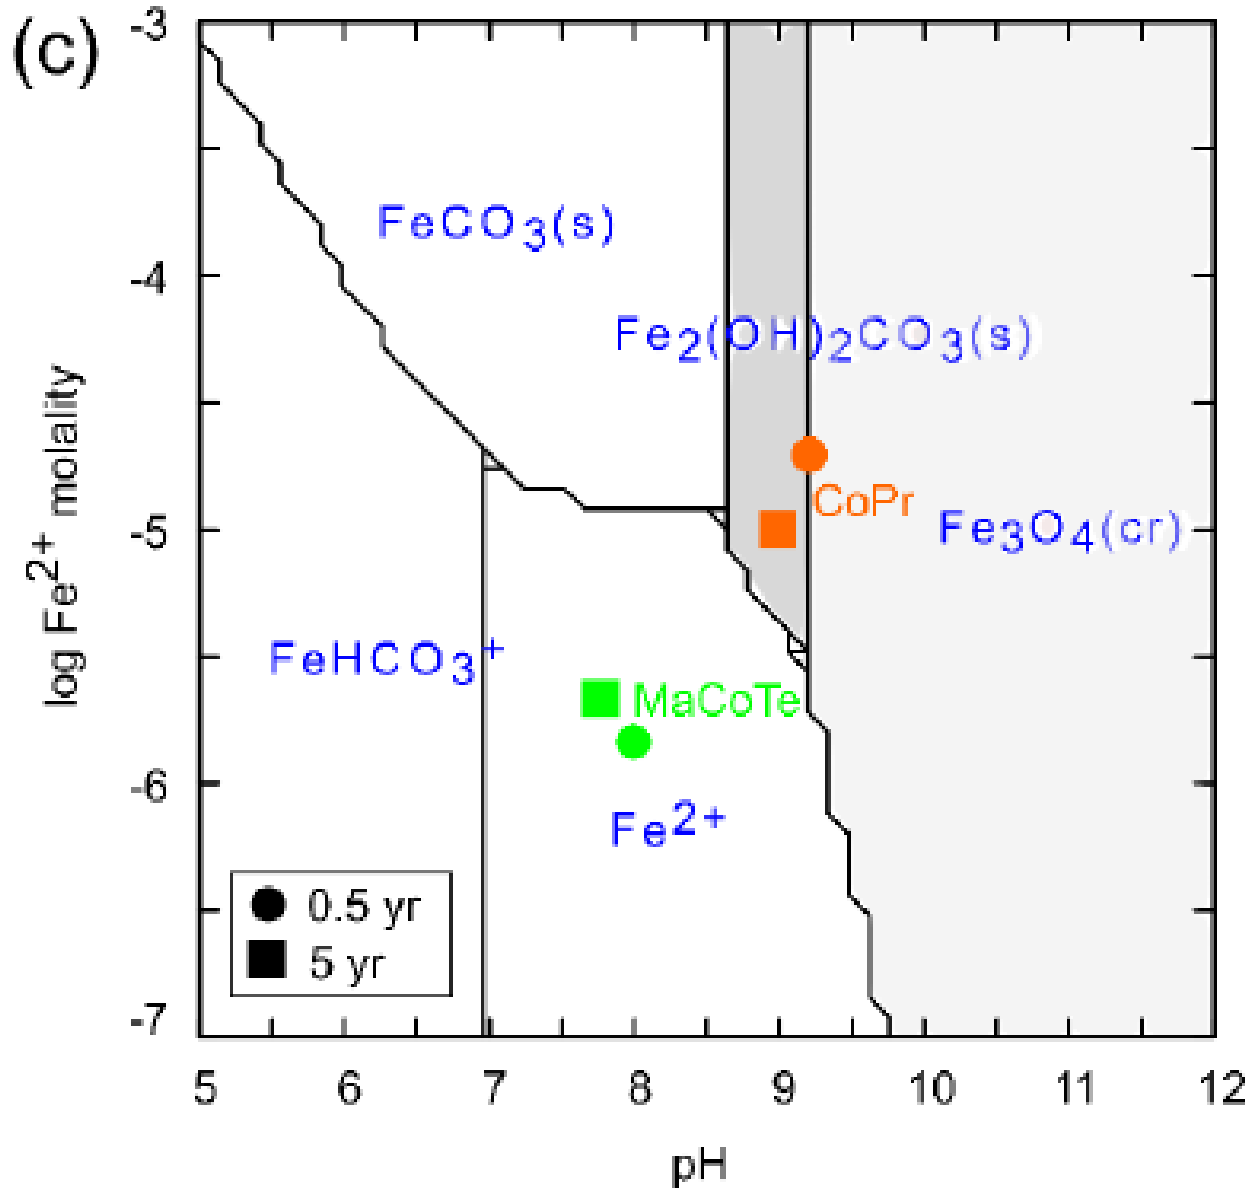 (c)
-3
FeCO3(s)
-4
Fe2(OH)2CO3(s)
log Fe2+ molality
CoPr
-5
Fe3O4(cr)
FeHCO3+
MaCoTe
-6
Fe2+
0.5 yr
5 yr
-7
5 6 7 8 9 10 11 12
pH